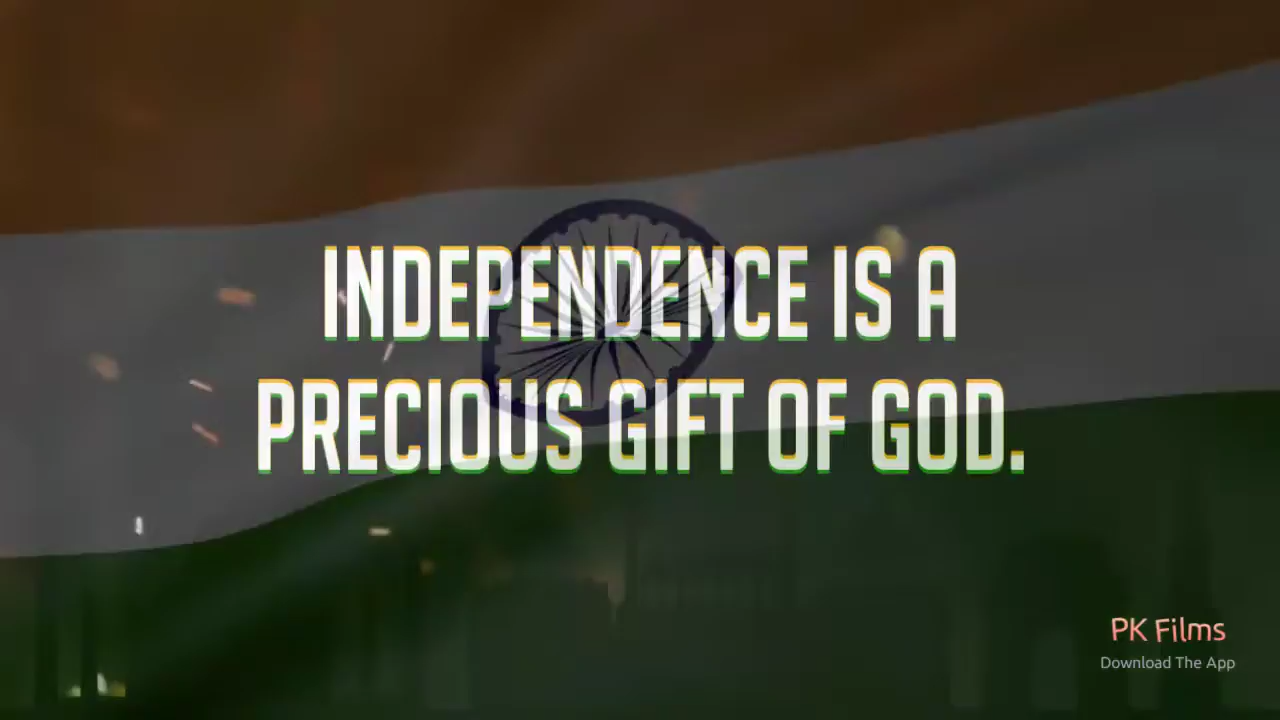 INDEPENDENCE IS A
PRECIOUS GIFT OF GOD.
PK Films
Download The App